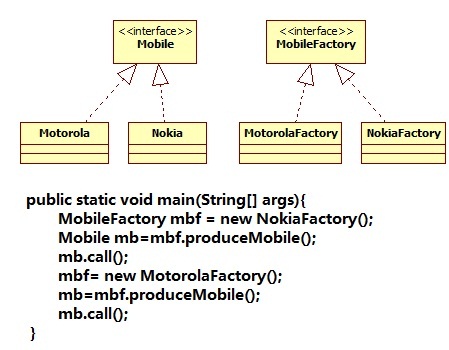 <<interface>>
Mobile
<<interface>>
MobileFactory
Motorola
Nokia
MotorolaFactory
NokiaFactory
public static void main(String[] args){
MobileFactory mbf = new NokiaFactory();
Mobile mb=mbf.produceMobile();
mb.call();
mbf= new MotorolaFactory();
mb=mbf.produceMobile();
mb.call();
}